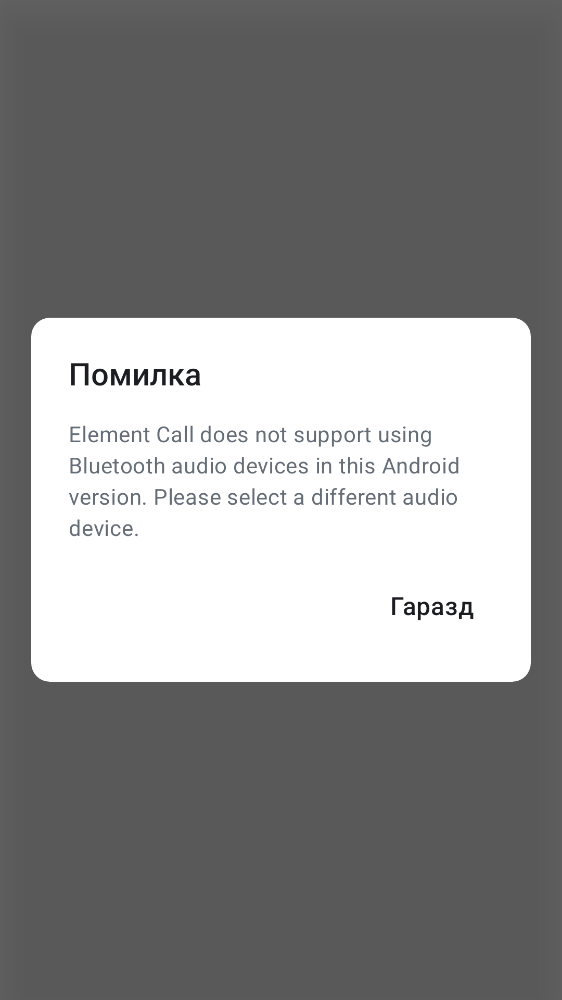 Помилка
Element Call does not support using
Bluetooth audio devices in this Android
version. Please select a different audio
device.
Гаразд